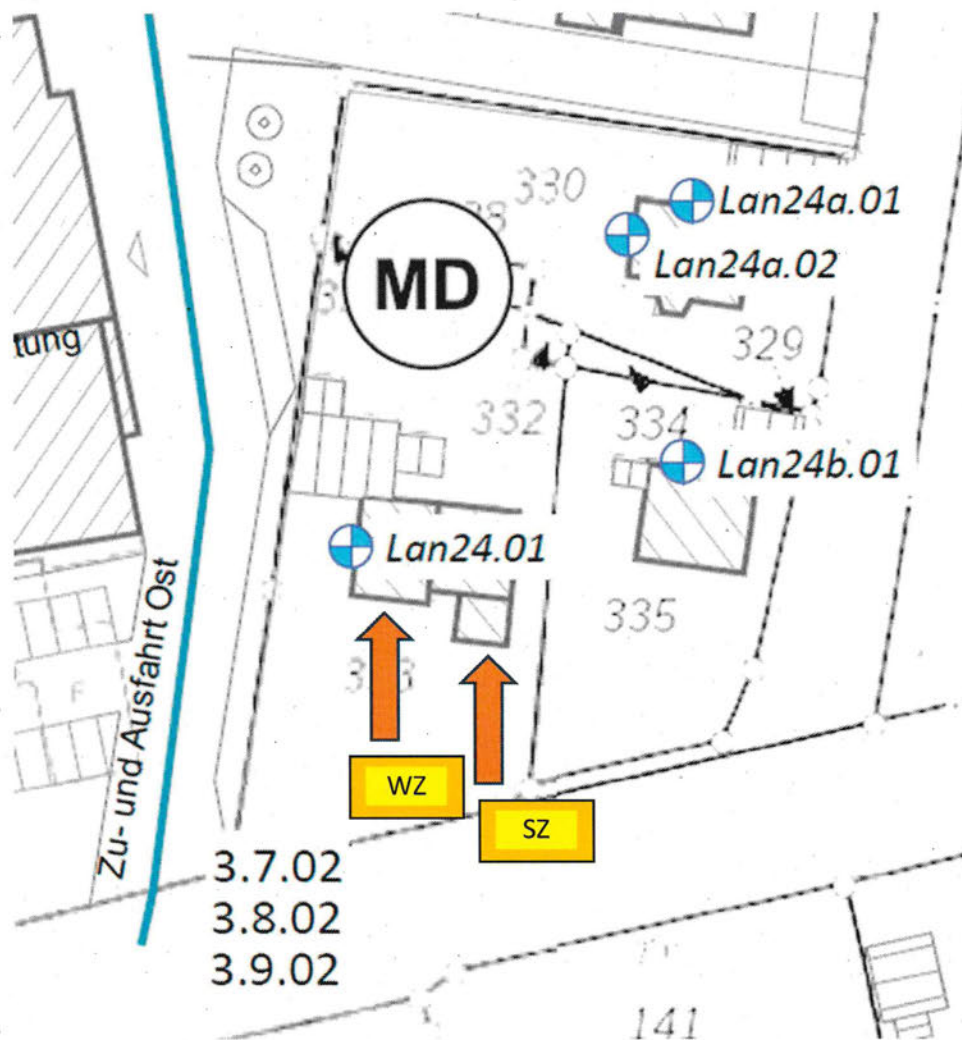 330
Lan24a.01
Lan24a.02
MD
329
tung
332
334
Lan24b.01
Lan24.01
335
Zu- und Ausfahrt Ost
F
WZ
SZ
3.7.02
3.8.02
3.9.02
141